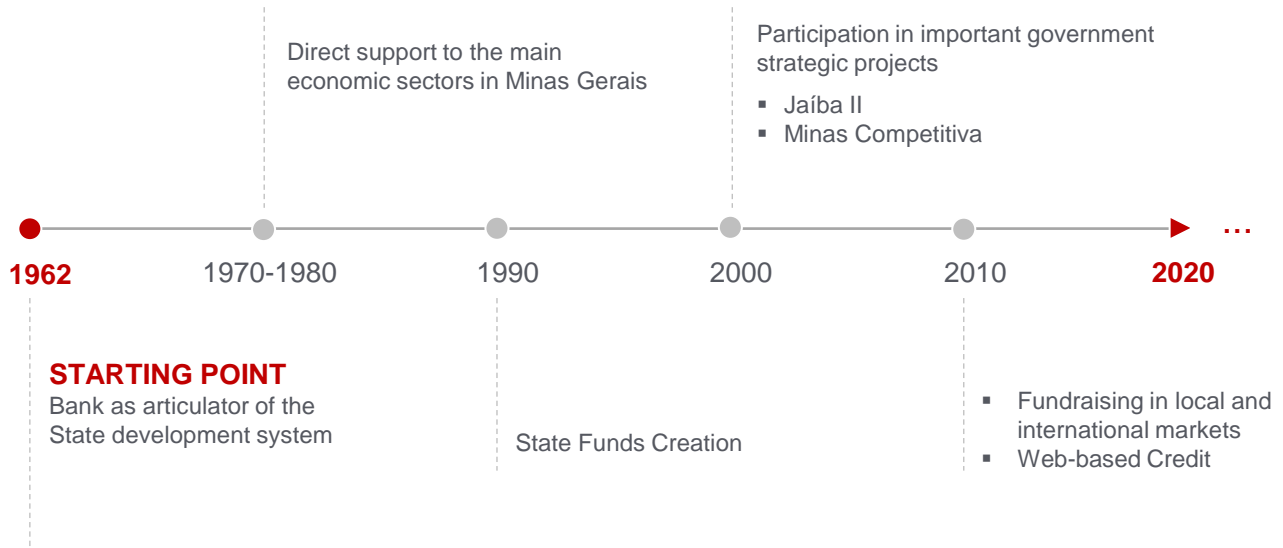 Direct support to the main
economic sectors in Minas Gerais
Participation in important government
strategic projects
▪ Jaíba II
▪ Minas Competitiva
...
1962
1970-1980
1990
2000
2010
2020
STARTING POINT
Bank as articulator of the
State development system
State Funds Creation
▪ Fundraising in local and
international markets
▪ Web-based Credit